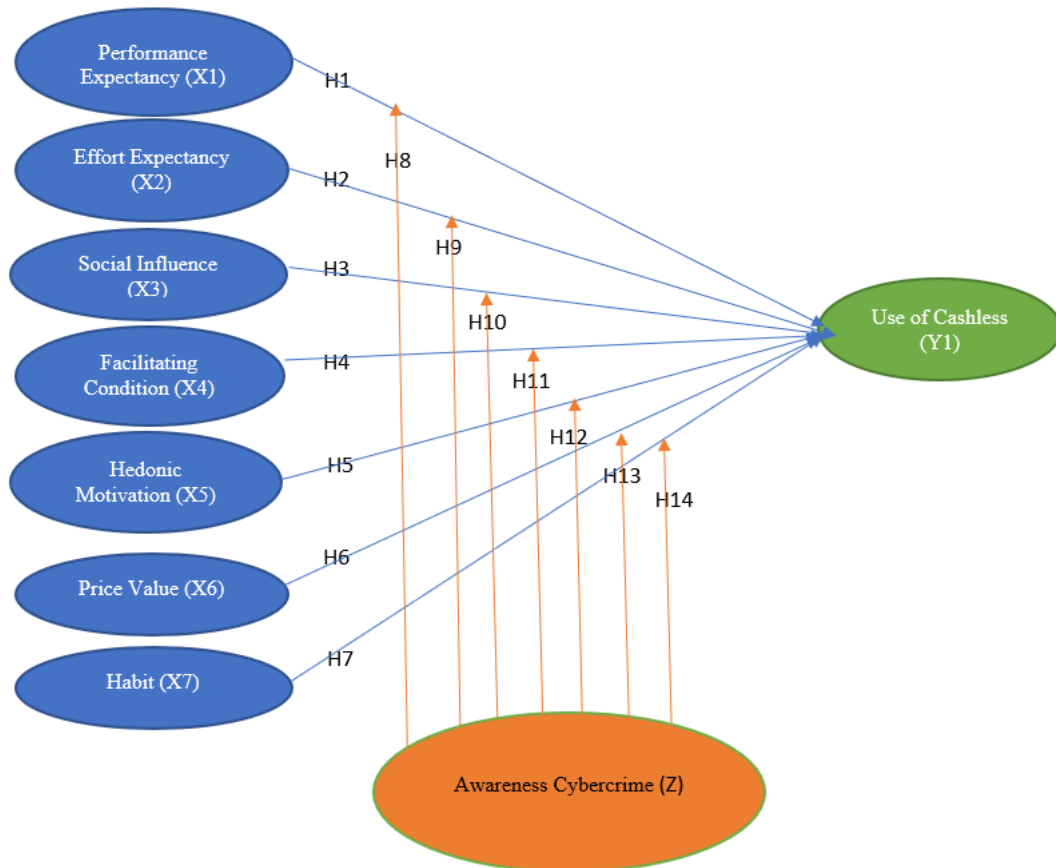 Performance
Expectancy (X1)
H1
H8
Effort Expectancy
(X2)
H2
H9
Social Influence
(X3)
H3
H10
Use of Cashless
(Y1)
Facilitating
Condition (X4)
H4
H11
H12
Hedonic
Motivation (X5)
H5
H13
H14
Price Value (X6)
H6
Habit (X7)
H7
Awareness Cybercrime (Z)